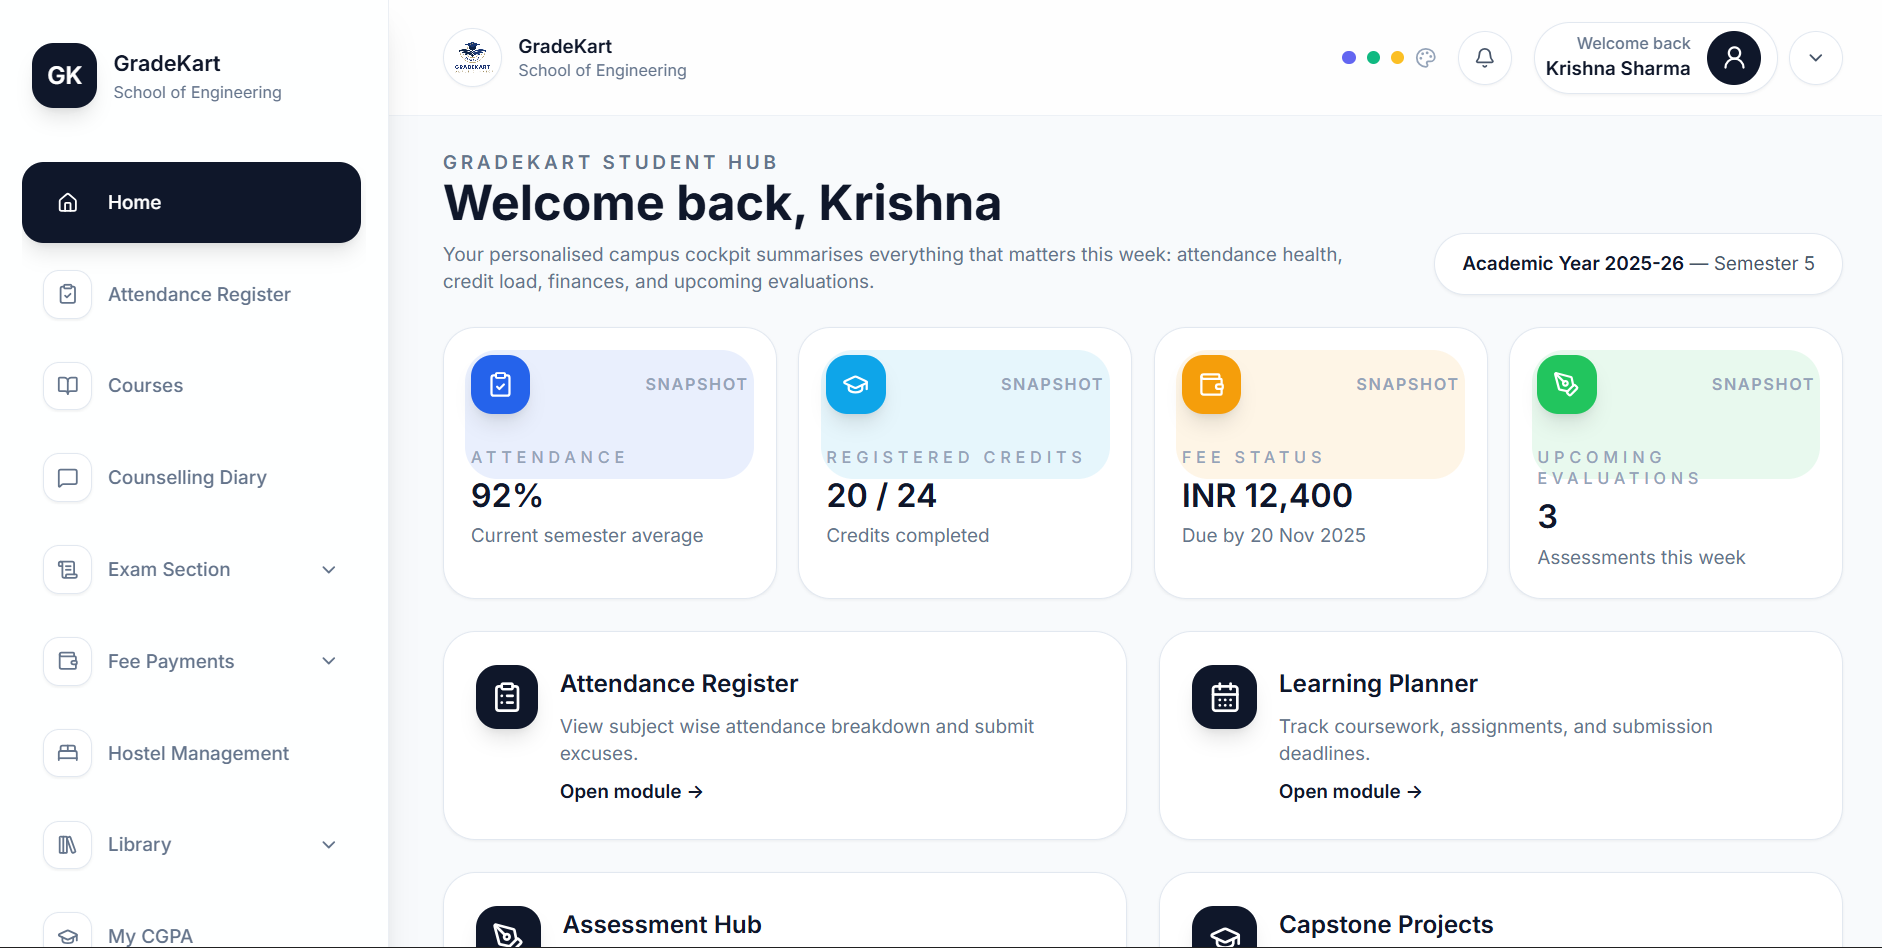 GK
GradeKart
School of Engineering
Home
Attendance Register
Courses
Counselling Diary
Exam Section
Fee Payments
Hostel Management
Library
My CGPA
GRADEKART
GradeKart
School of Engineering
Welcome back
Krishna Sharma
GRADEKART STUDENT HUB
Welcome back, Krishna
Your personalised campus cockpit summarises everything that matters this week: attendance health,
credit load, finances, and upcoming evaluations.
Academic Year 2025-26 — Semester 5
SNAPSHOT
ATTENDANCE
92%
Current semester average
SNAPSHOT
REGISTERED CREDITS
20 / 24
Credits completed
SNAPSHOT
FEE STATUS
INR 12,400
Due by 20 Nov 2025
SNAPSHOT
UPCOMING
EVALUATIONS
3
Assessments this week
Attendance Register
View subject wise attendance breakdown and submit
excuses.
Open module →
Learning Planner
Track coursework, assignments, and submission
deadlines.
Open module →
Assessment Hub
Capstone Projects